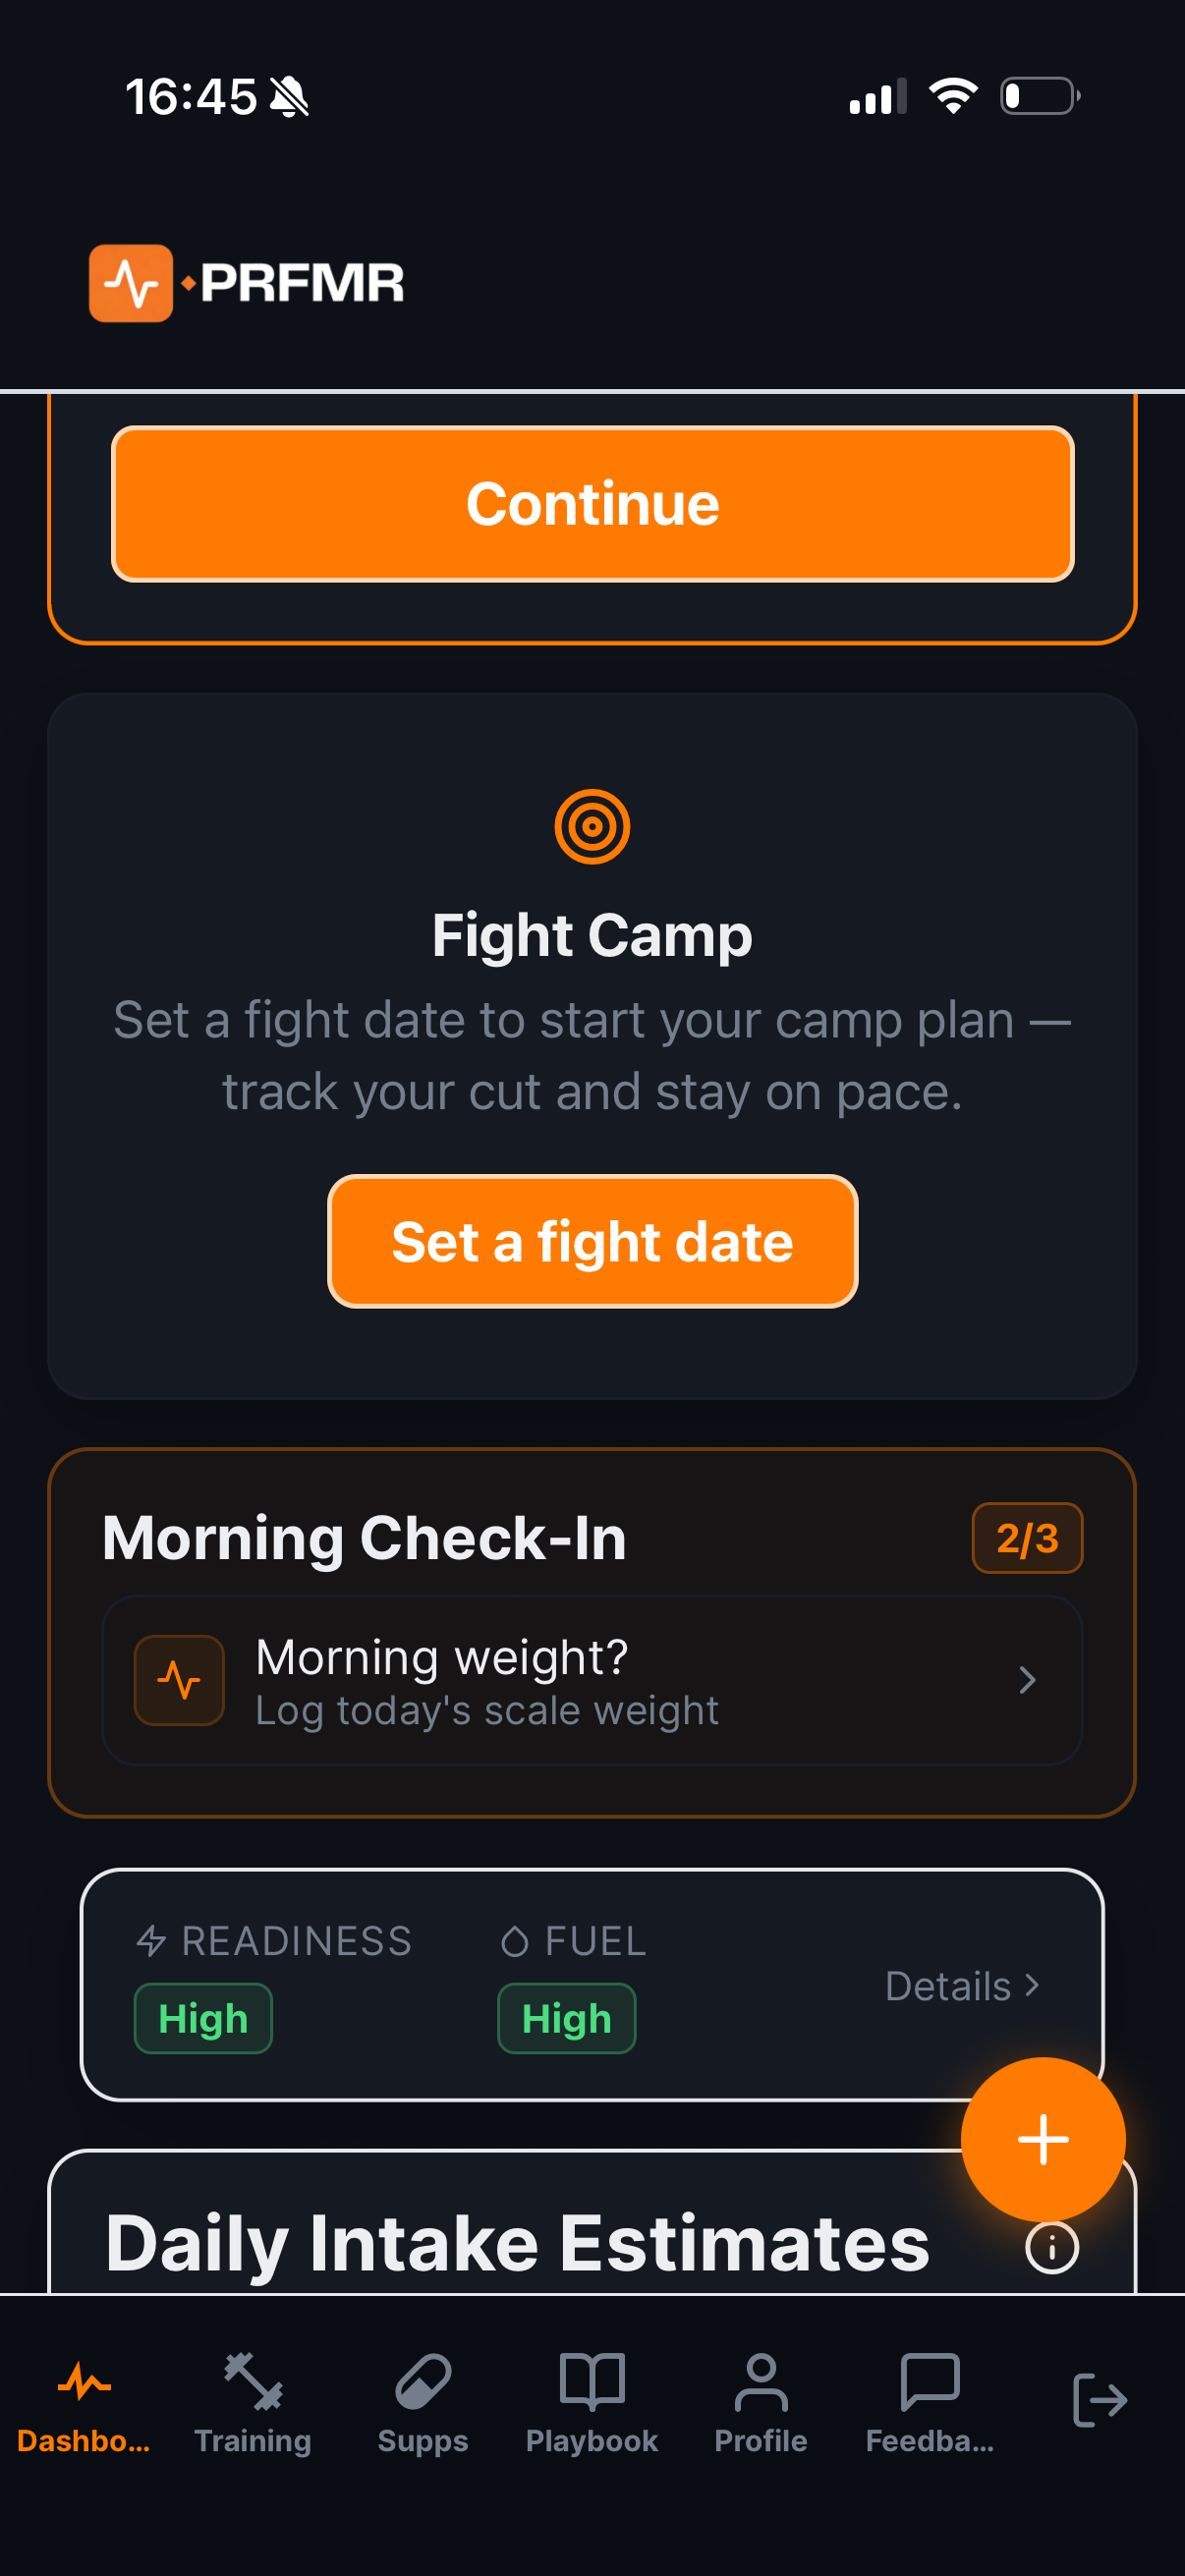 16:45
PRFMR
Continue
Fight Camp
Set a fight date to start your camp plan —
track your cut and stay on pace.
Set a fight date
Morning Check-In
2/3
Morning weight?
Log today's scale weight
READINESS
FUEL
High
High
Details
Daily Intake Estimates
Dashbo...
Training
Supps
Playbook
Profile
Feedba...